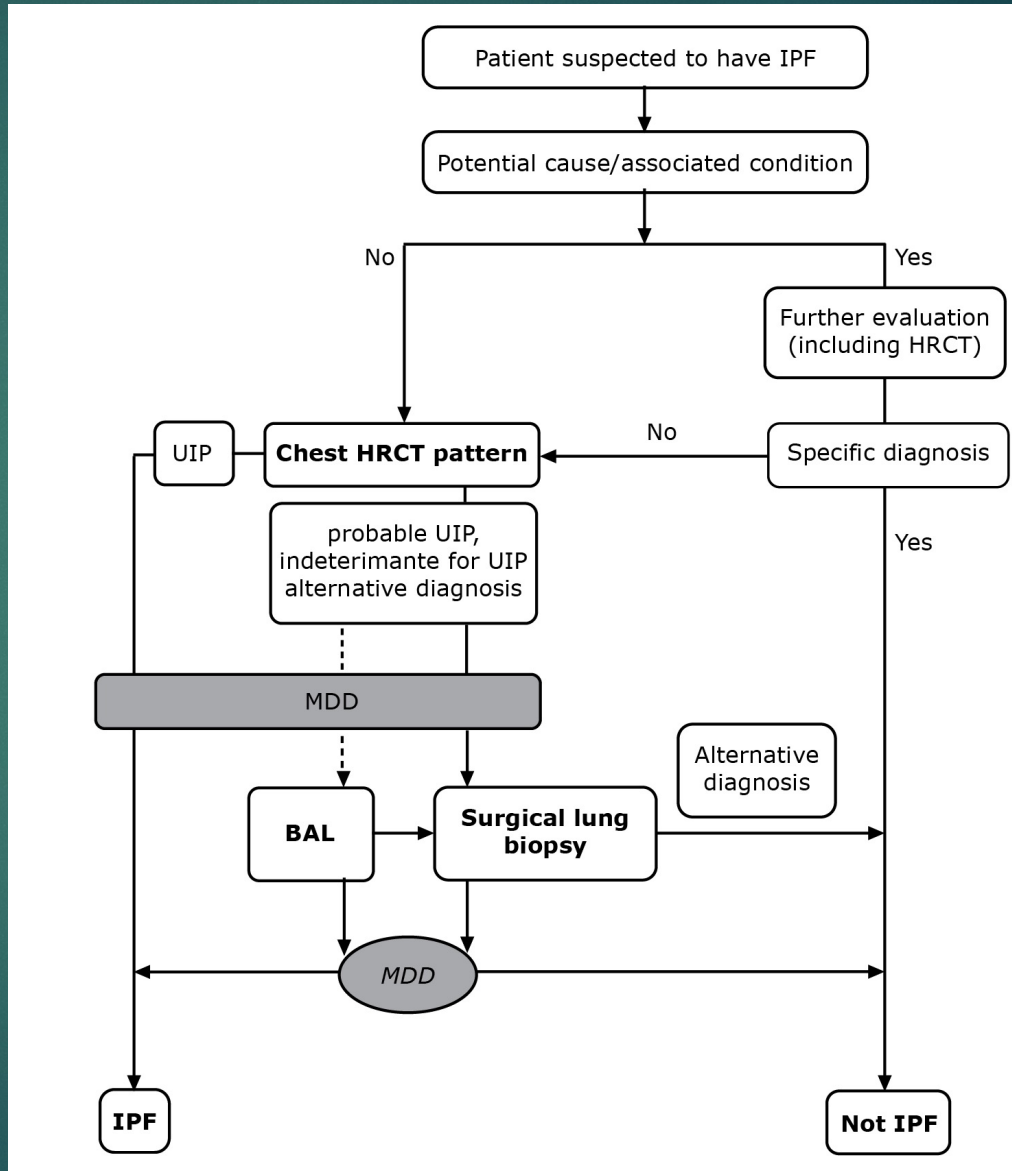 Patient suspected to have IPF
Potential cause/associated condition
No
Yes
Further evaluation
(including HRCT)
UIP
Chest HRCT pattern
No
Specific diagnosis
probable UIP,
indeterimante for UIP
alternative diagnosis
Yes
MDD
Alternative
diagnosis
BAL
Surgical lung
biopsy
MDD
IPF
Not IPF